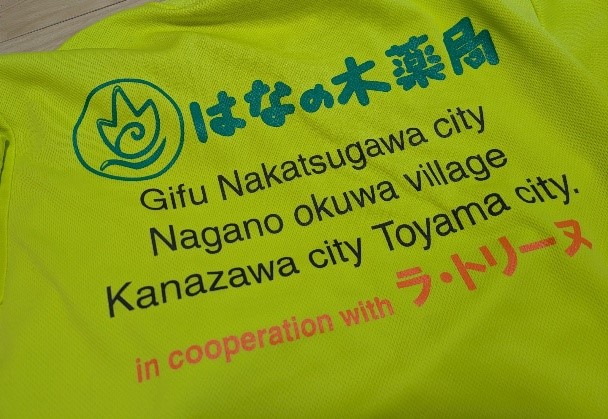 はなの木薬局
Gifu Nakatsugawa city
Nagano okuwa village
Kanazawa city Toyama city.
in cooperation with ラ・トリーヌ